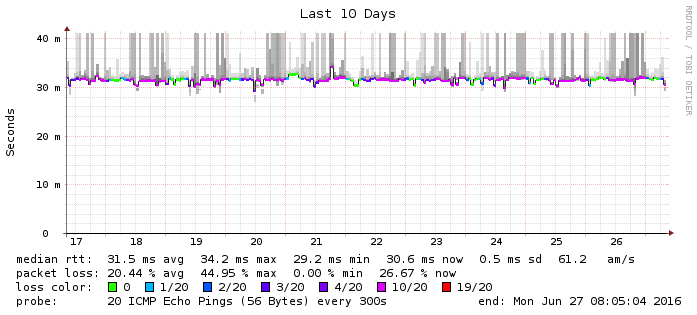 Last 10 Days
RRDTOOL / TOBI OETIKER
Seconds
40 m
30 m
20 m
10 m
0
17 18 19 20 21 22 23 24 25 26
median rtt: 31.5 ms avg 34.2 ms max 29.2 ms min 30.6 ms now 0.5 ms sd 61.2 am/s
packet loss: 20.44 % avg 44.95 % max 0.00 % min 26.67 % now
loss color: 0 1/20 2/20 3/20 4/20 10/20 19/20
probe: 20 ICMP Echo Pings (56 Bytes) every 300s end: Mon Jun 27 08:05:04 2016